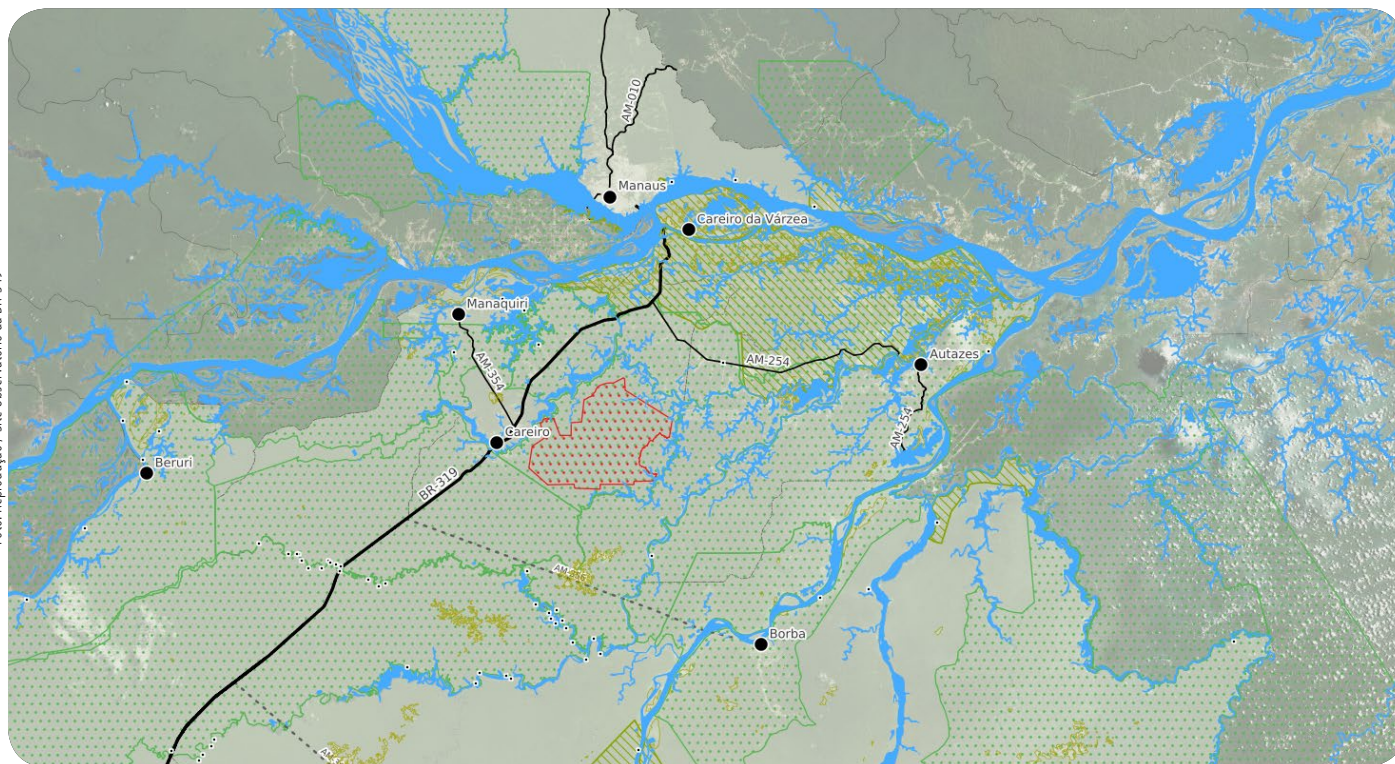 AM-010
Manaus
Careiro da Várzea
Manaquiri
AM-354
AM-254
Autazes
AM-254
Careiro
BR-319
Beruri
Borba